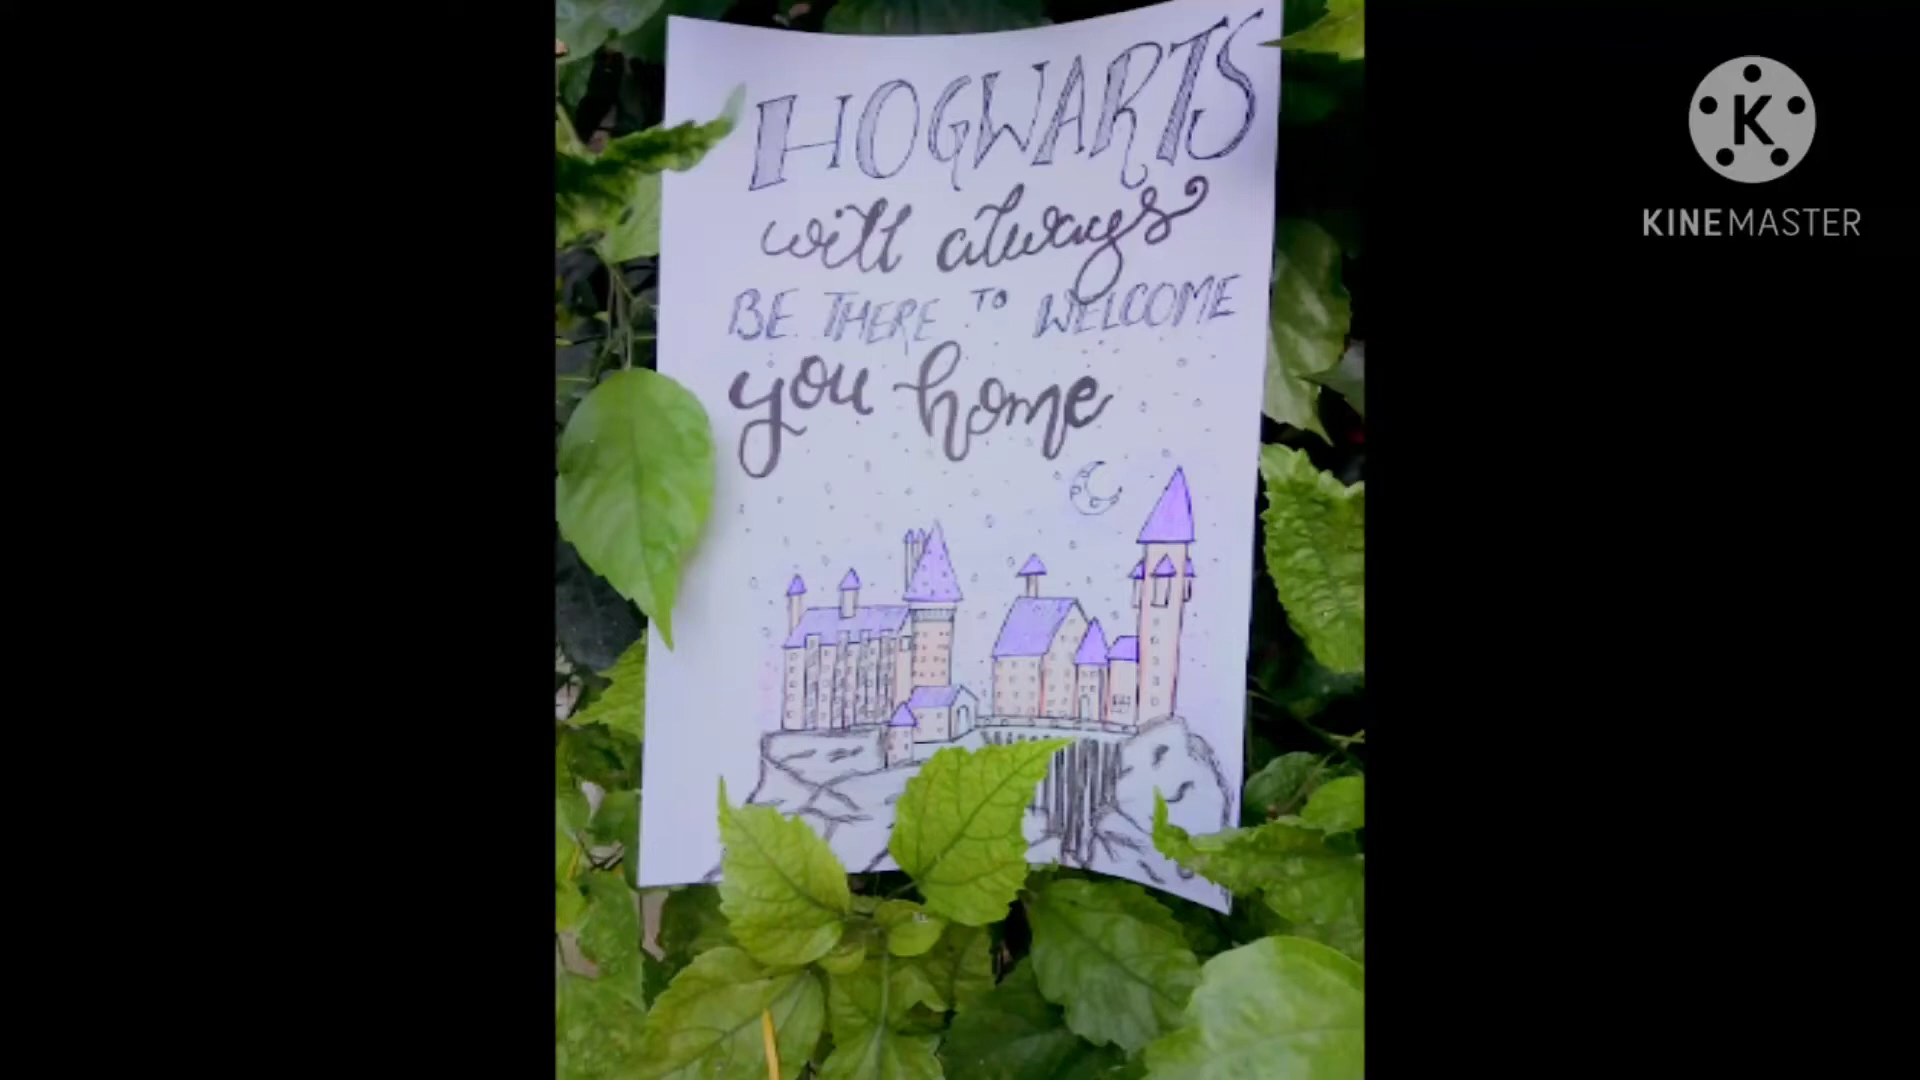 HOGWARTS
will always
BE THERE TO WELCOME
you home
K
KINEMASTER